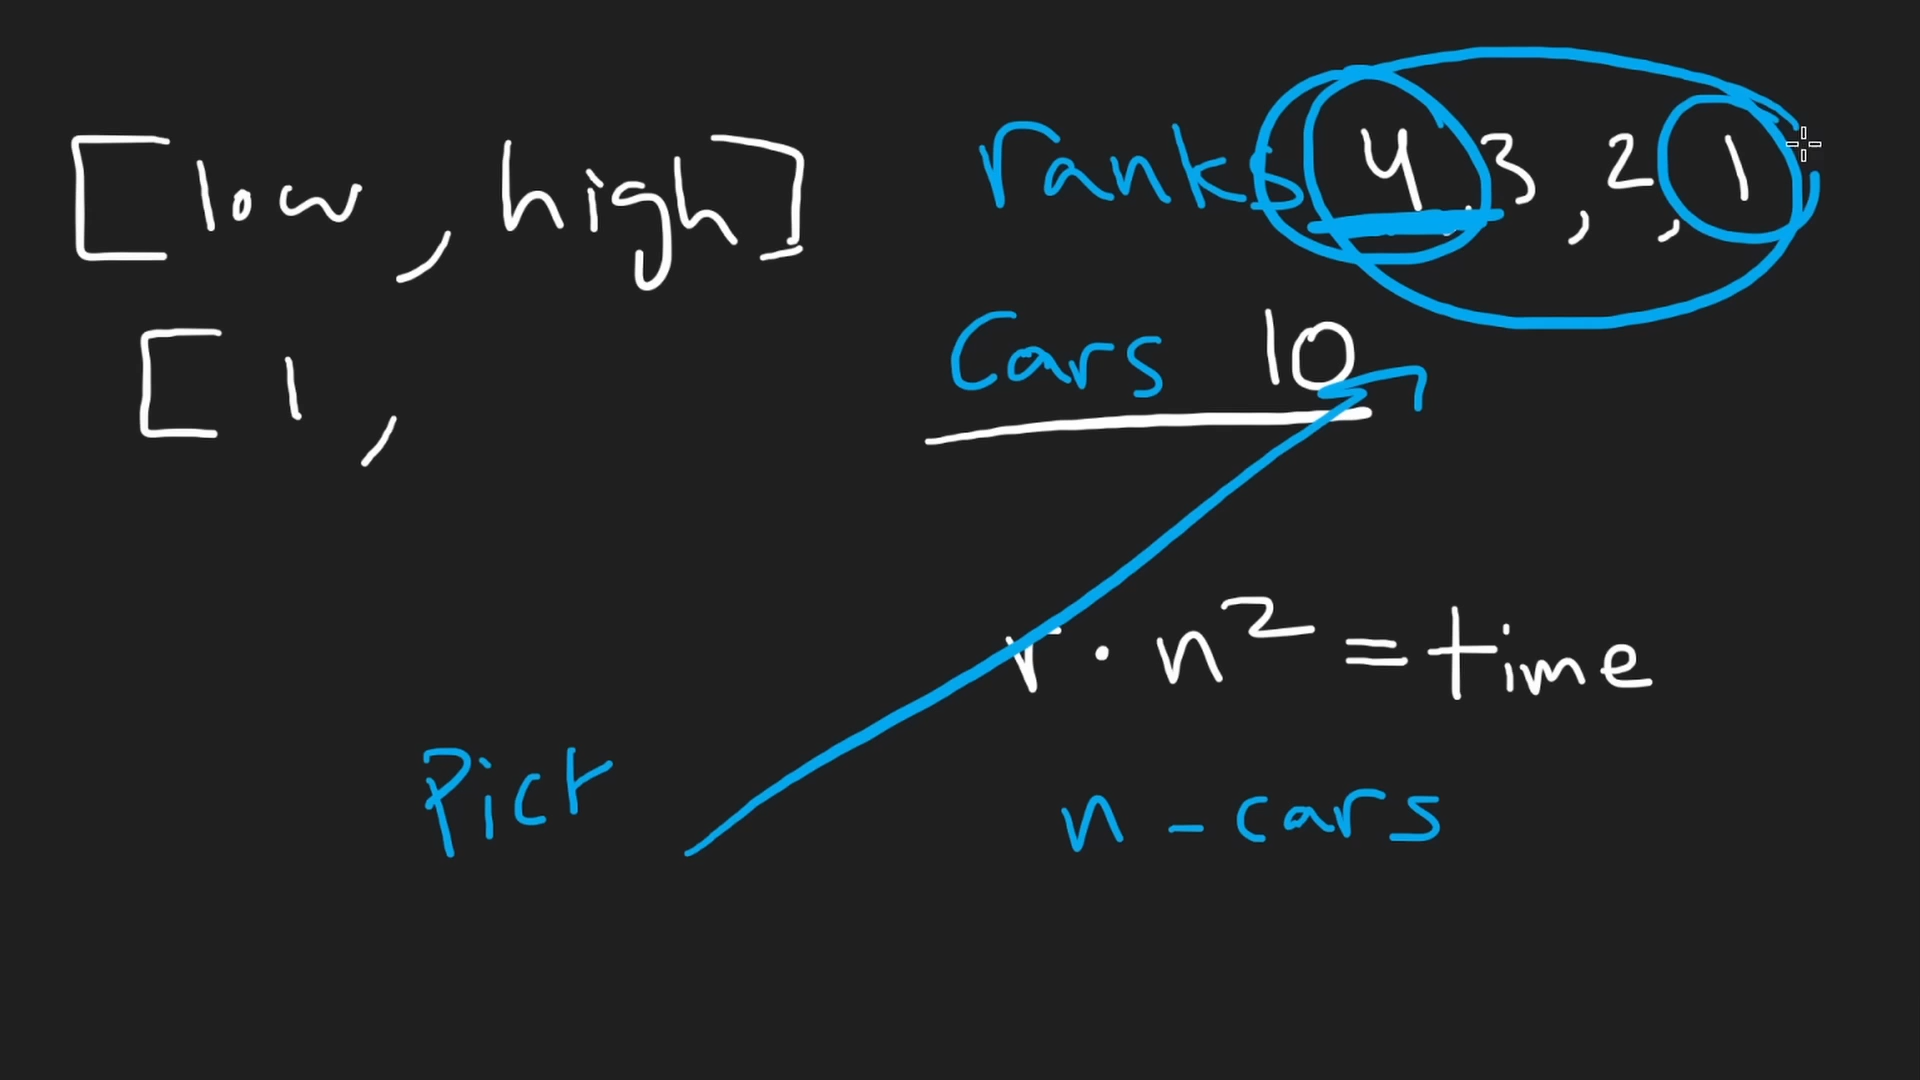 [low, high]
ranks 4, 3, 2, 1
[1,
Cars 10
r · n² = time
Pick
n - cars